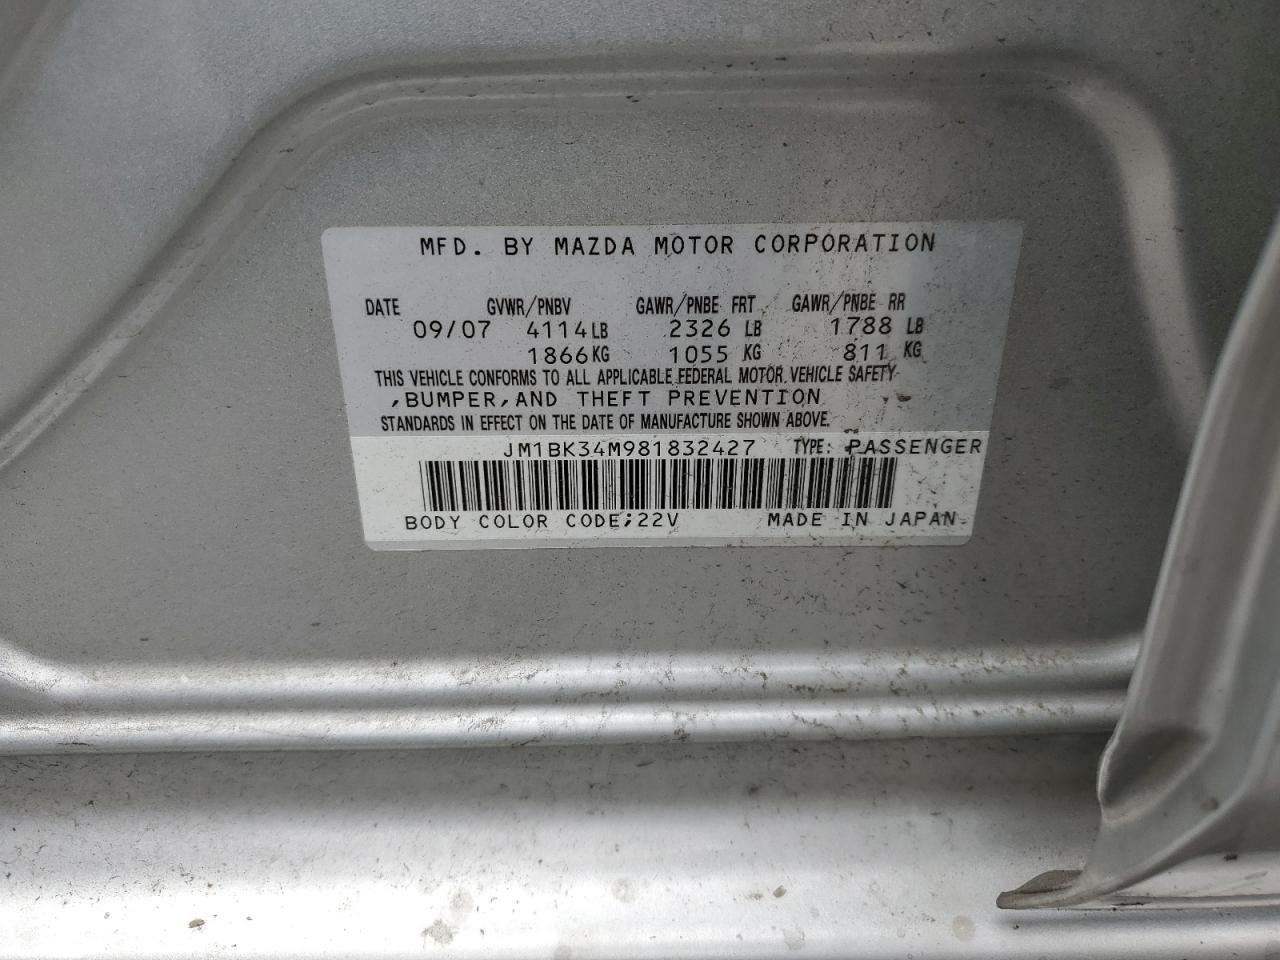 MFD. BY MAZDA MOTOR CORPORATION
DATE GVWR/PNBV GAWR/PNBE FRT GAWR/PNBE RR
09/07 4114LB 2326 LB 1788 LB
1866KG 1055 KG 811 KG
THIS VEHICLE CONFORMS TO ALL APPLICABLE FEDERAL MOTOR VEHICLE SAFETY
,BUMPER,AND THEFT PREVENTION
STANDARDS IN EFFECT ON THE DATE OF MANUFACTURE SHOWN ABOVE.
JM1BK34M981832427 TYPE: PASSENGER
BODY COLOR CODE;22V MADE IN JAPAN